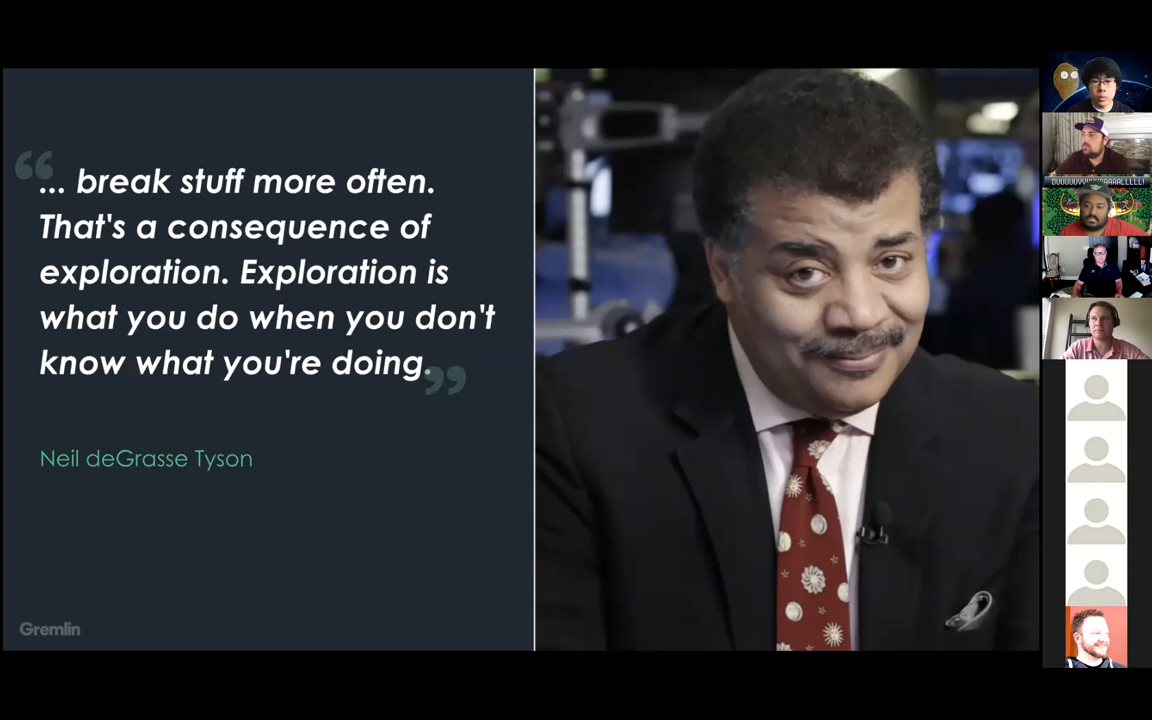 “... break stuff more often.
That's a consequence of
exploration. Exploration is
what you do when you don't
know what you're doing.”
Neil deGrasse Tyson
Gremlin